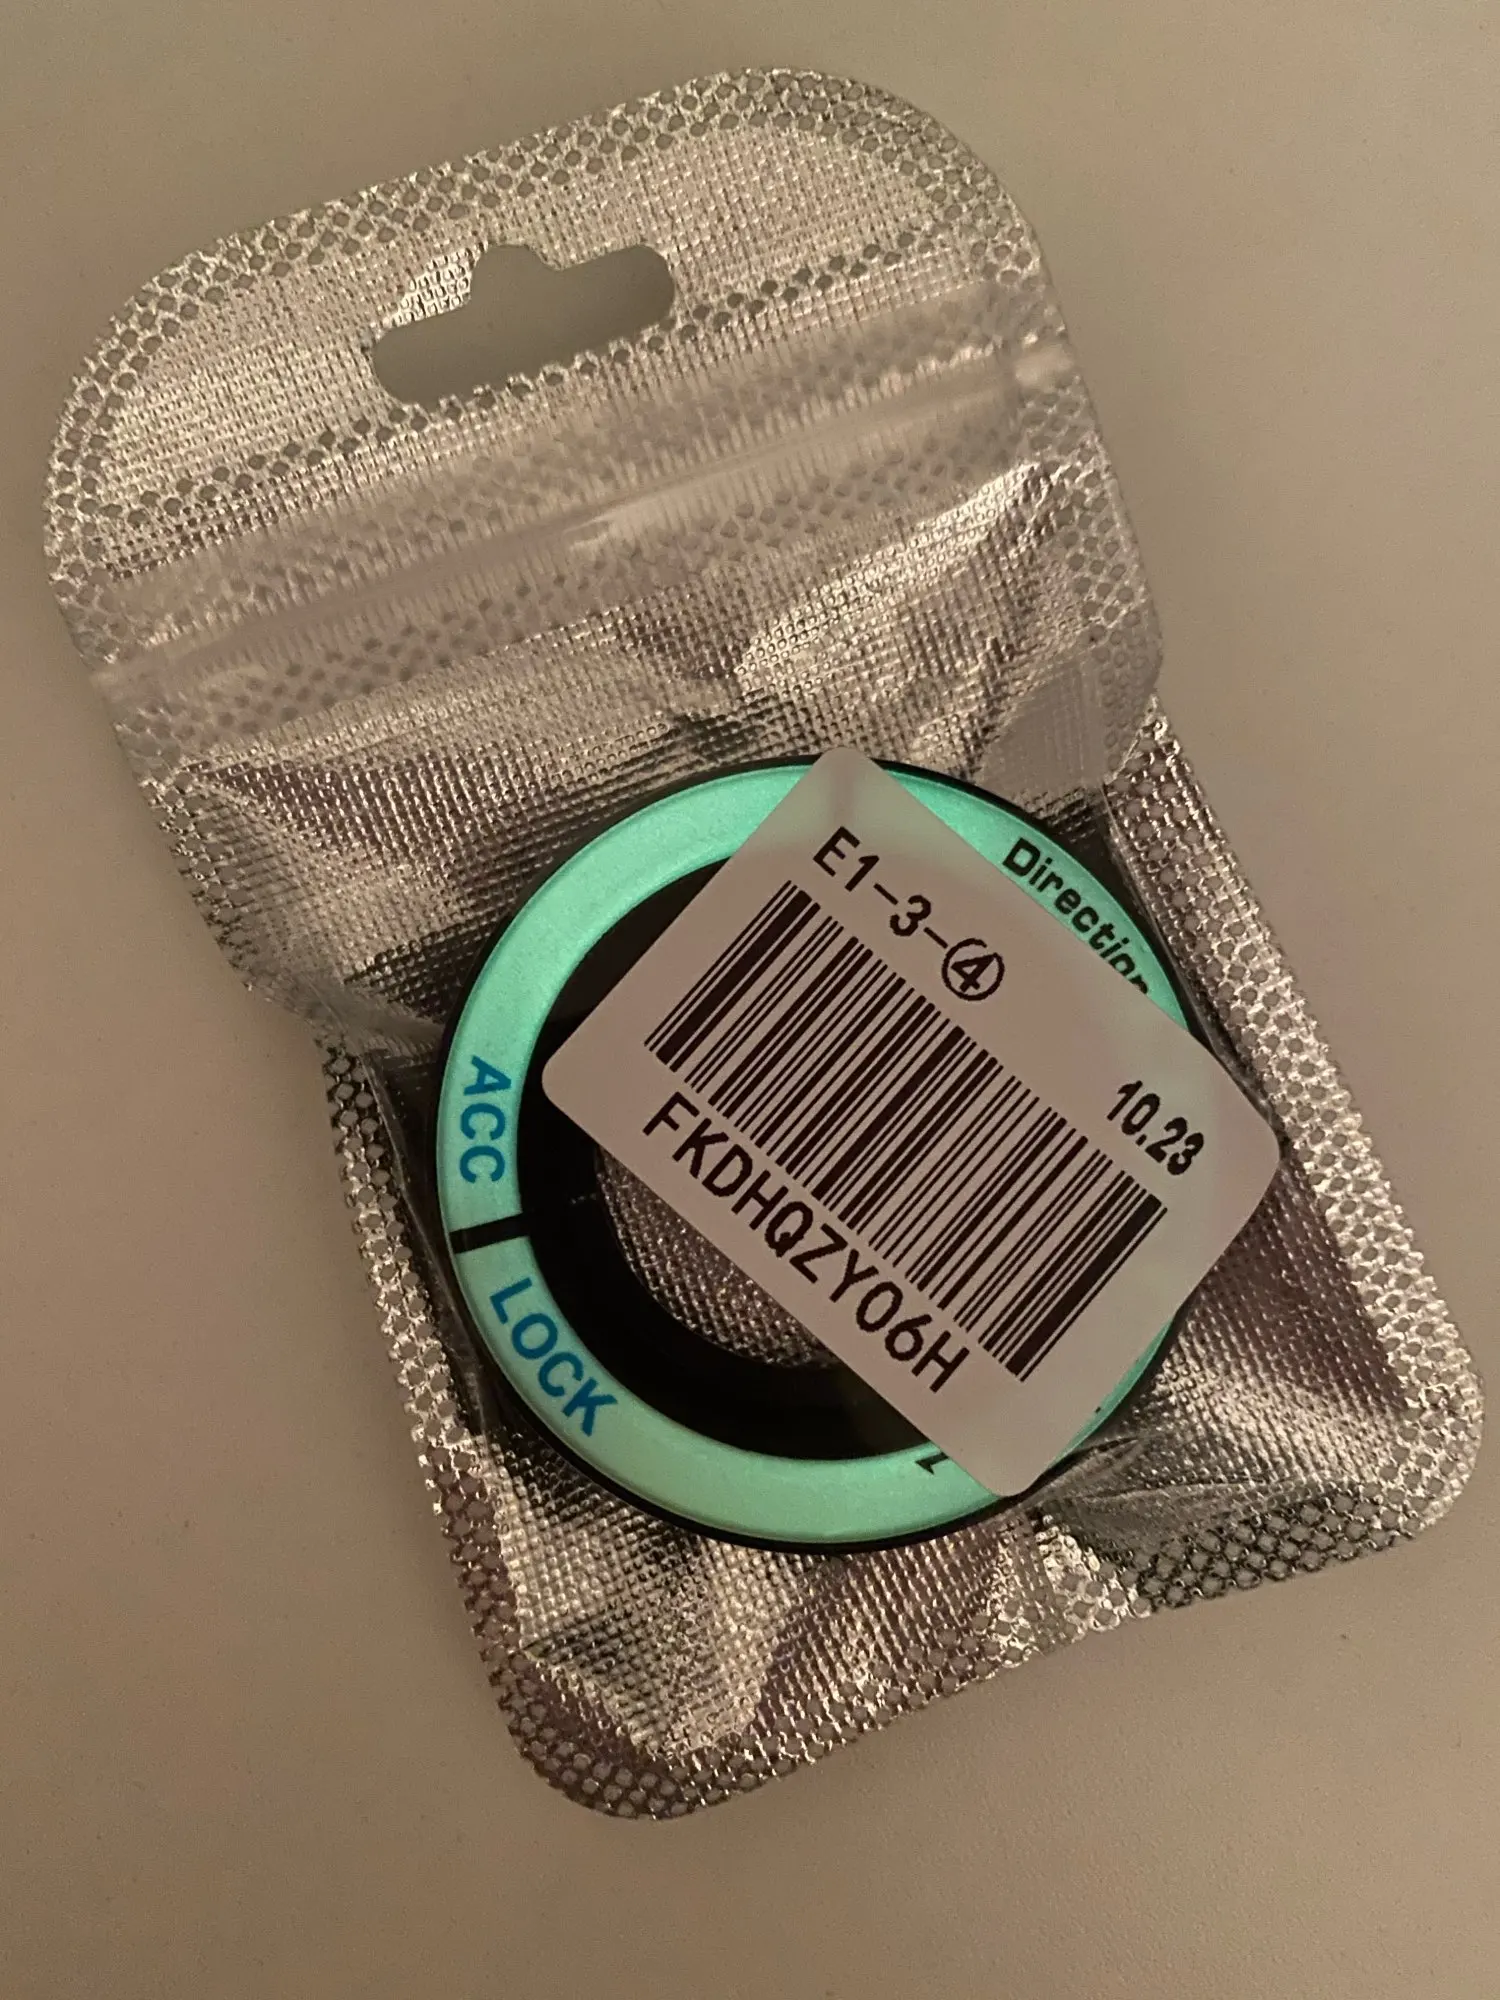 E1-3-④
Direction
10.23
FKDHQZY06H
ACC
LOCK